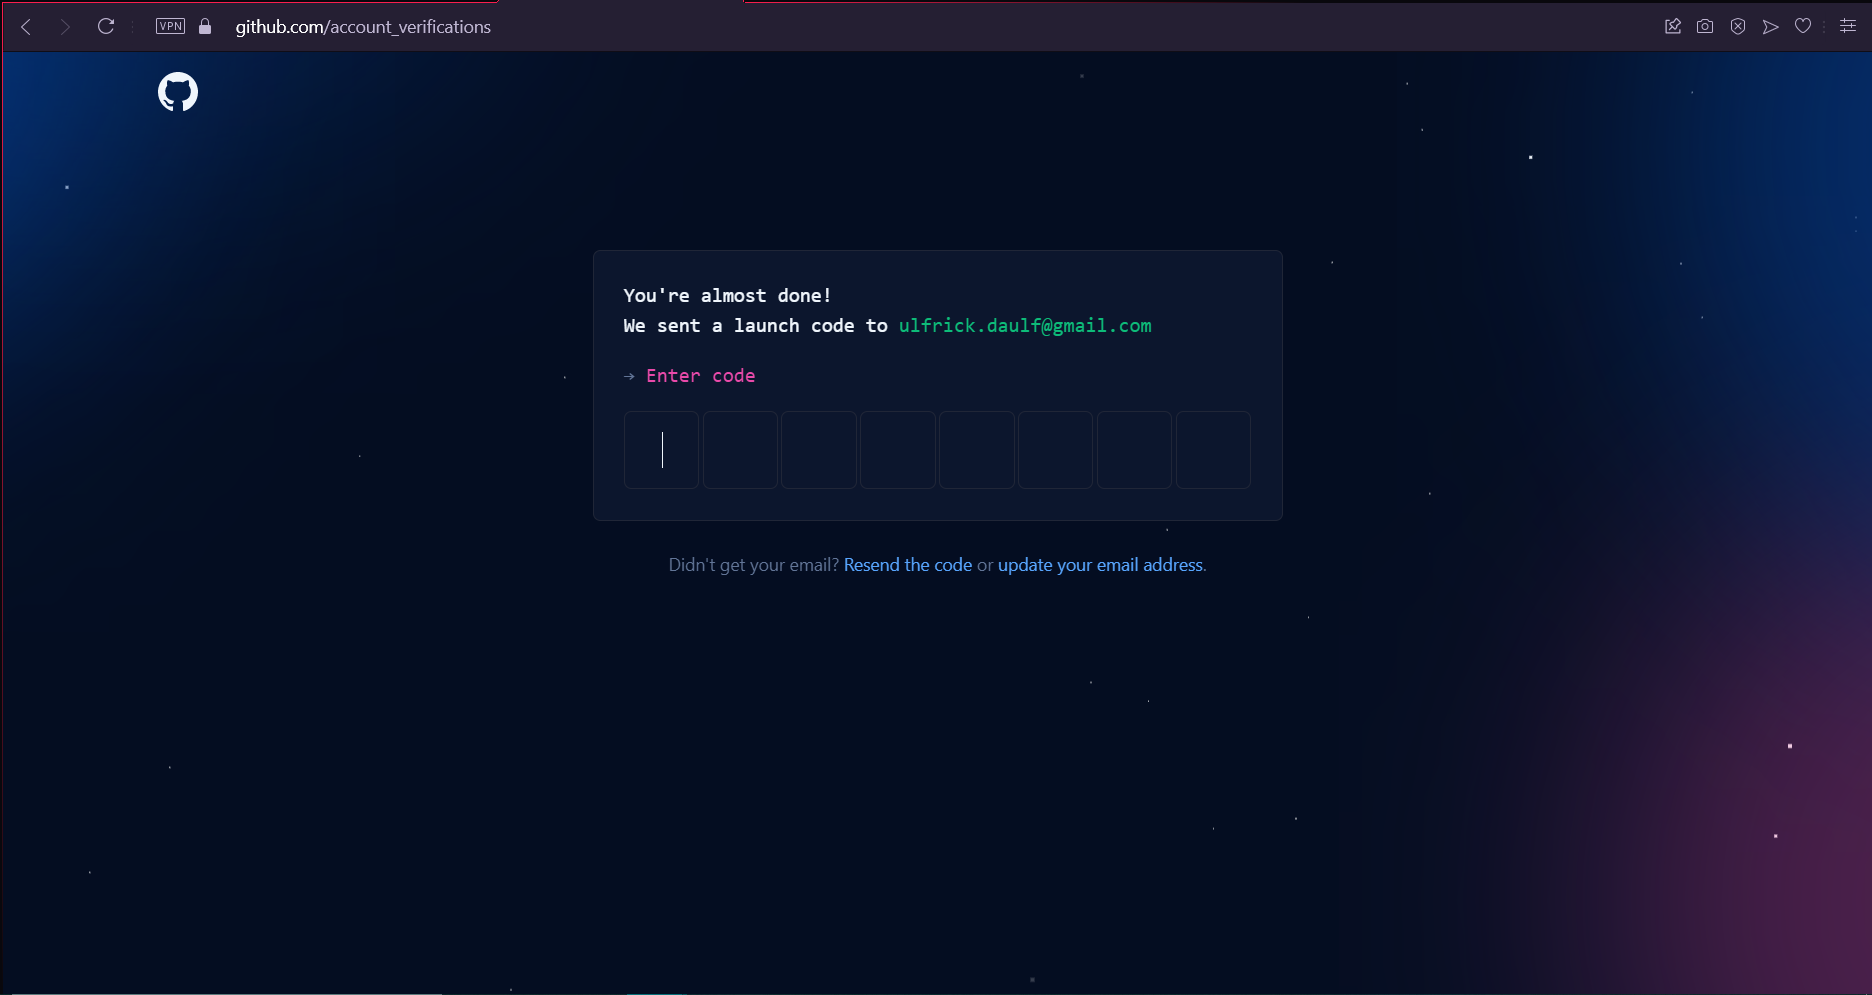 VPN
github.com/account_verifications
You're almost done!
We sent a launch code to ulfrick.daulf@gmail.com
→ Enter code
Didn't get your email? Resend the code or update your email address.